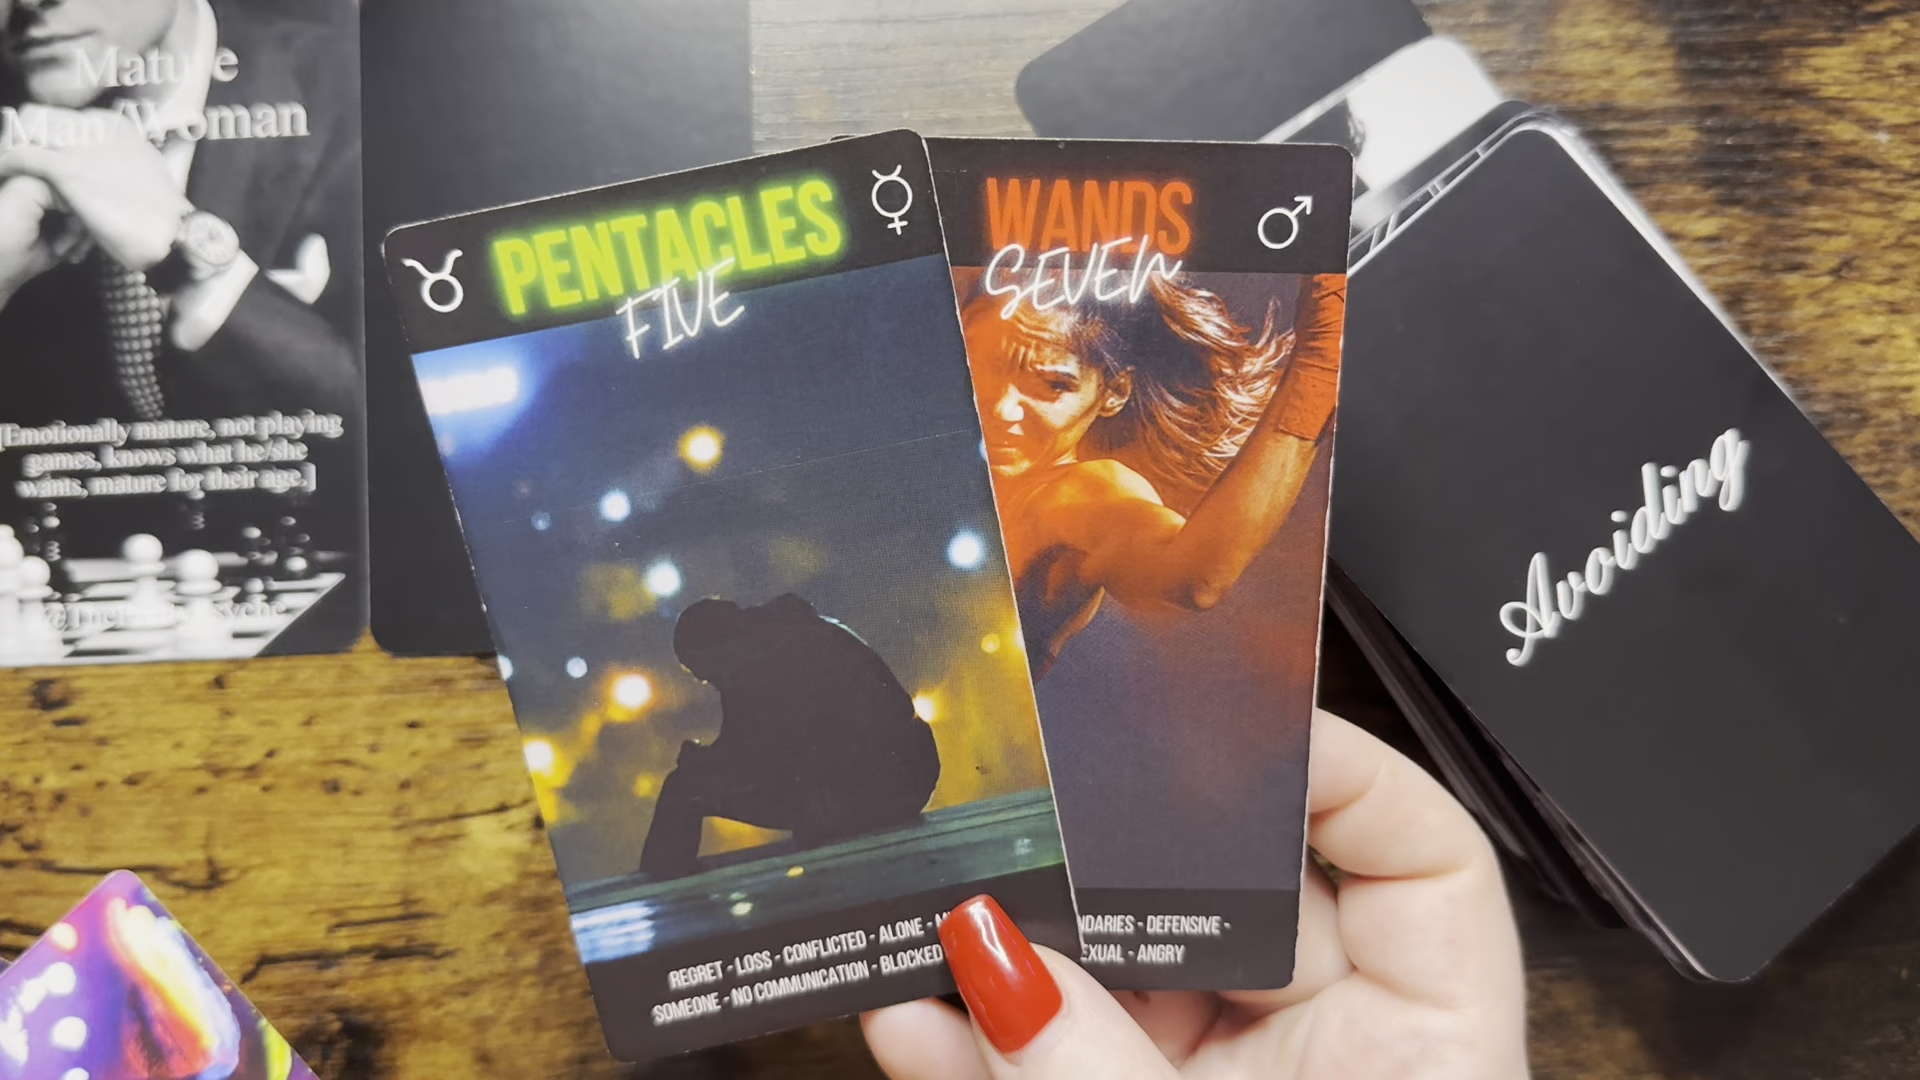 Mature
Man/Woman
[Emotionally mature, not playing
games, knows what he/she
wants, mature for their age.]
PENTACLES
FIVE
REGRET - LOSS - CONFLICTED - ALONE -
SOMEONE - NO COMMUNICATION - BLOCKED
WANDS
SEVEN
- DEFENSIVE -
- ANGRY
Avoiding